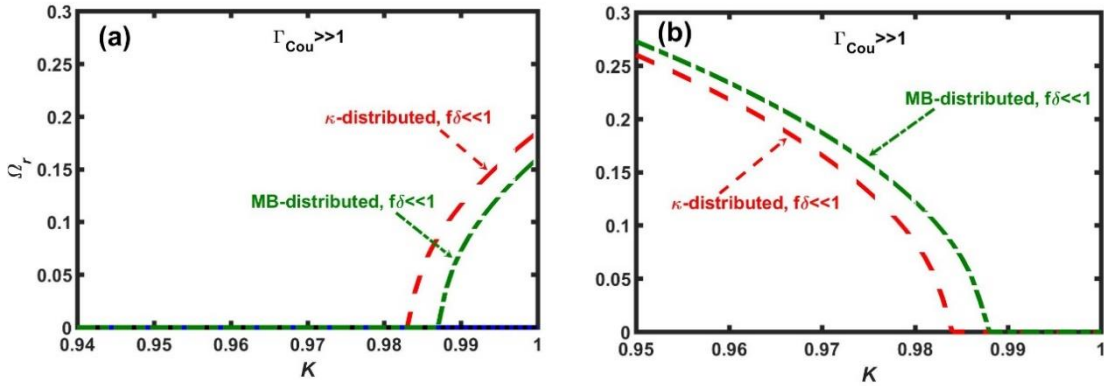 (a)
Γ_Cou>>1
κ-distributed, fδ<<1
MB-distributed, fδ<<1
Ω_r
0.3
0.25
0.2
0.15
0.1
0.05
0
0.94 0.95 0.96 0.97 0.98 0.99 1
K
(b)
Γ_Cou>>1
MB-distributed, fδ<<1
κ-distributed, fδ<<1
0.3
0.25
0.2
0.15
0.1
0.05
0
0.95 0.96 0.97 0.98 0.99 1
K